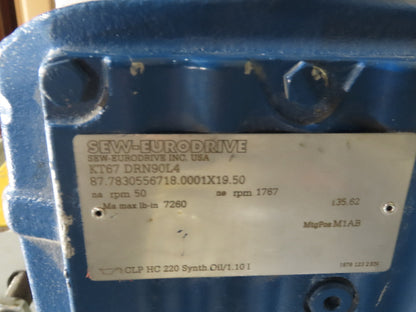 SEW-EURODRIVE
SEW-EURODRIVE INC. USA
KT67 DRN90L4
87.7830556718.0001X19.50
na rpm 50 ne rpm 1767
Ma max lb-in 7260 i 35.62
MtgPos M1AB
CLP HC 220 Synth Oil/1.10 l